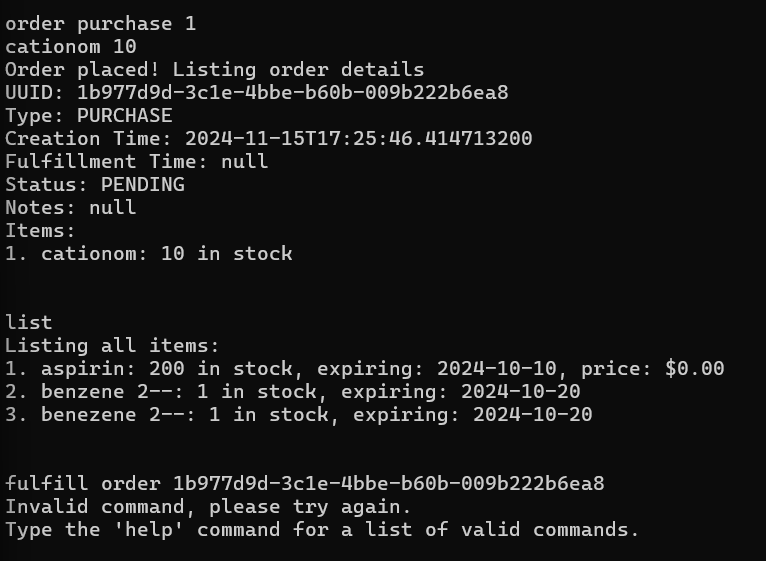 order purchase 1
cationom 10
Order placed! Listing order details
UUID: 1b977d9d-3c1e-4bbe-b60b-009b222b6ea8
Type: PURCHASE
Creation Time: 2024-11-15T17:25:46.414713200
Fulfillment Time: null
Status: PENDING
Notes: null
Items:
1. cationom: 10 in stock
list
Listing all items:
1. aspirin: 200 in stock, expiring: 2024-10-10, price: $0.00
2. benzene 2--: 1 in stock, expiring: 2024-10-20
3. benezene 2--: 1 in stock, expiring: 2024-10-20
fulfill order 1b977d9d-3c1e-4bbe-b60b-009b222b6ea8
Invalid command, please try again.
Type the 'help' command for a list of valid commands.